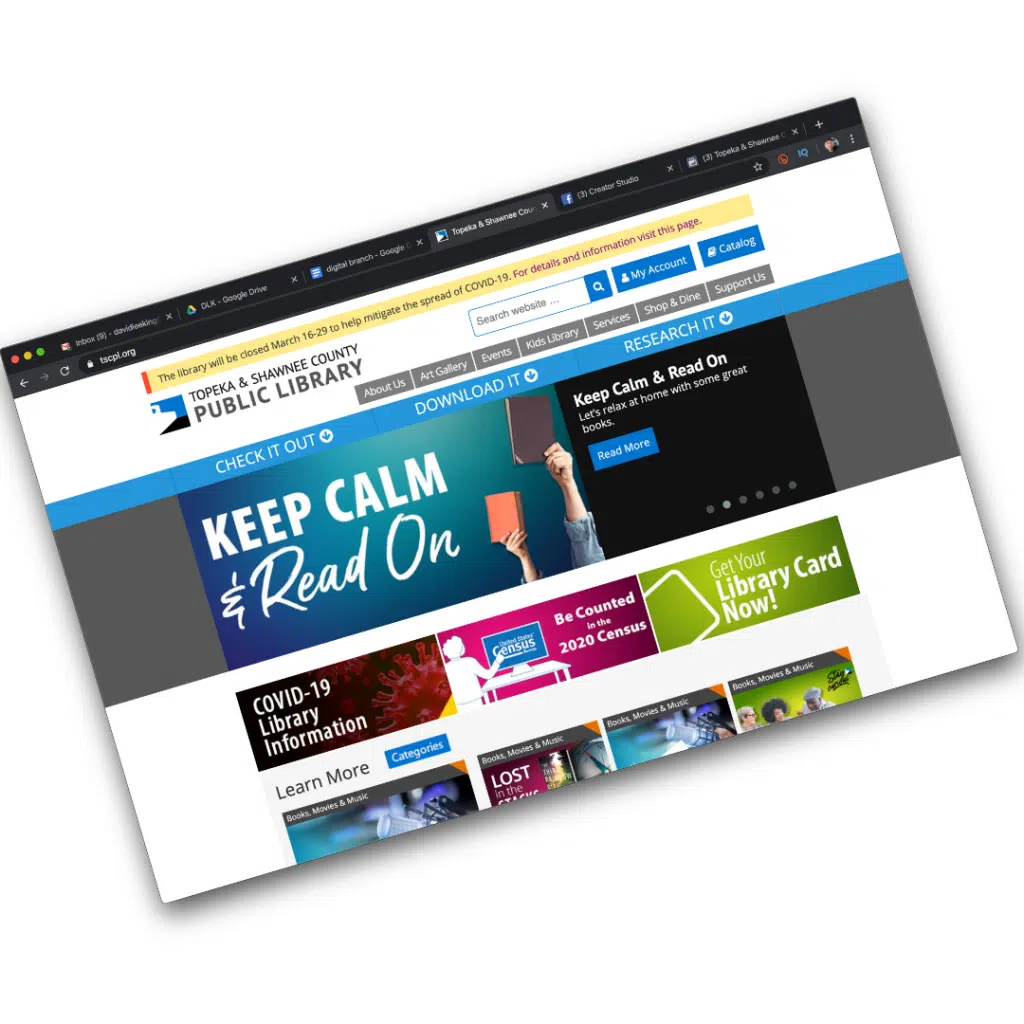 Inbox (9) - davidleeking
DLK - Google Drive
digital branch - Google
Topeka & Shawnee Cou
(3) Creator Studio
(3) Topeka & Shawnee
tscpl.org
IQ
The library will be closed March 16-29 to help mitigate the spread of COVID-19. For details and information visit this page.
TOPEKA & SHAWNEE COUNTY
PUBLIC LIBRARY
Search website ...
My Account
Catalog
About Us
Art Gallery
Events
Kids Library
Services
Shop & Dine
Support Us
CHECK IT OUT
DOWNLOAD IT
RESEARCH IT
KEEP CALM
& Read On
Keep Calm & Read On
Let's relax at home with some great
books.
Read More
COVID-19
Library
Information
United States
Census
Be Counted
in the
2020 Census
Get Your
Library Card
Now!
Learn More
Categories
Books, Movies & Music
Books, Movies & Music
LOST
in the
STACKS
Books, Movies & Music
Books, Movies & Music